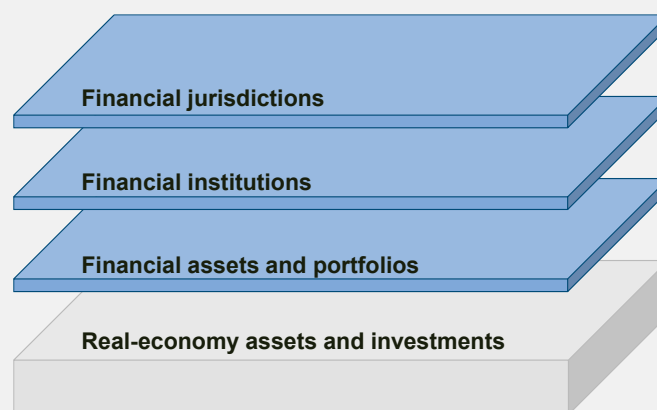 Financial jurisdictions
Financial institutions
Financial assets and portfolios
Real-economy assets and investments